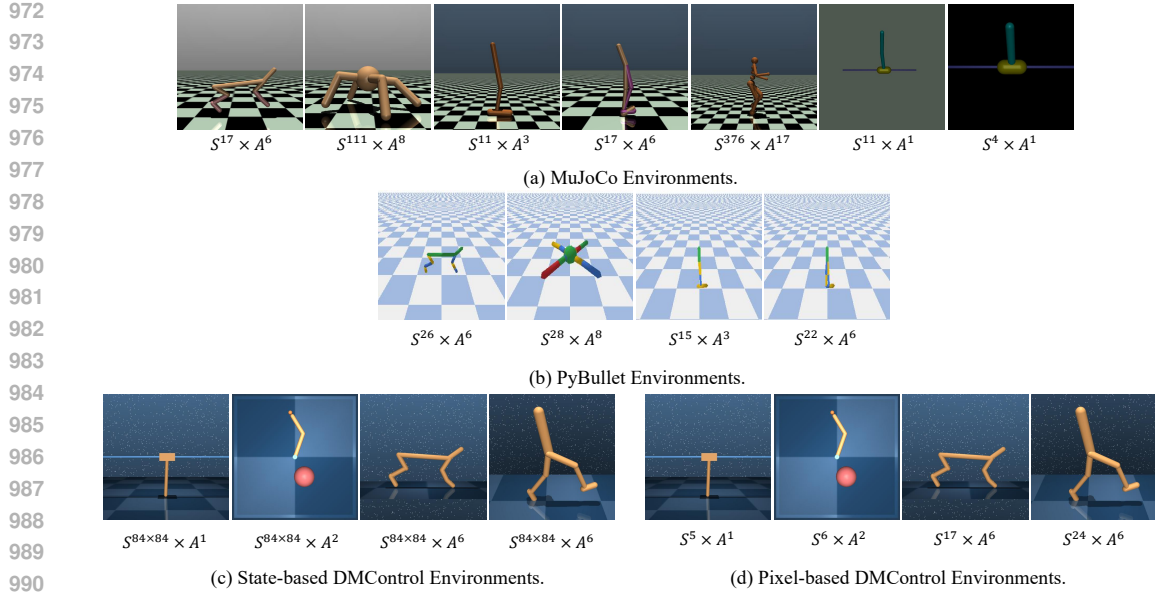 972
973
974
975
976
977
978
979
980
981
982
983
984
985
986
987
988
989
990
S^17 × A^6 S^111 × A^8 S^11 × A^3 S^17 × A^6 S^376 × A^17 S^11 × A^1 S^4 × A^1
(a) MuJoCo Environments.
S^26 × A^6 S^28 × A^8 S^15 × A^3 S^22 × A^6
(b) PyBullet Environments.
S^84×84 × A^1 S^84×84 × A^2 S^84×84 × A^6 S^84×84 × A^6
(c) State-based DMControl Environments.
S^5 × A^1 S^6 × A^2 S^17 × A^6 S^24 × A^6
(d) Pixel-based DMControl Environments.